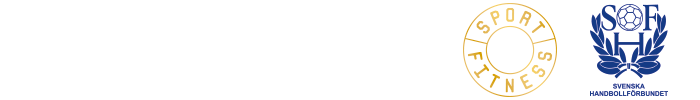 SPORT
FITNESS
SHF
SVENSKA
HANDBOLLFÖRBUNDET